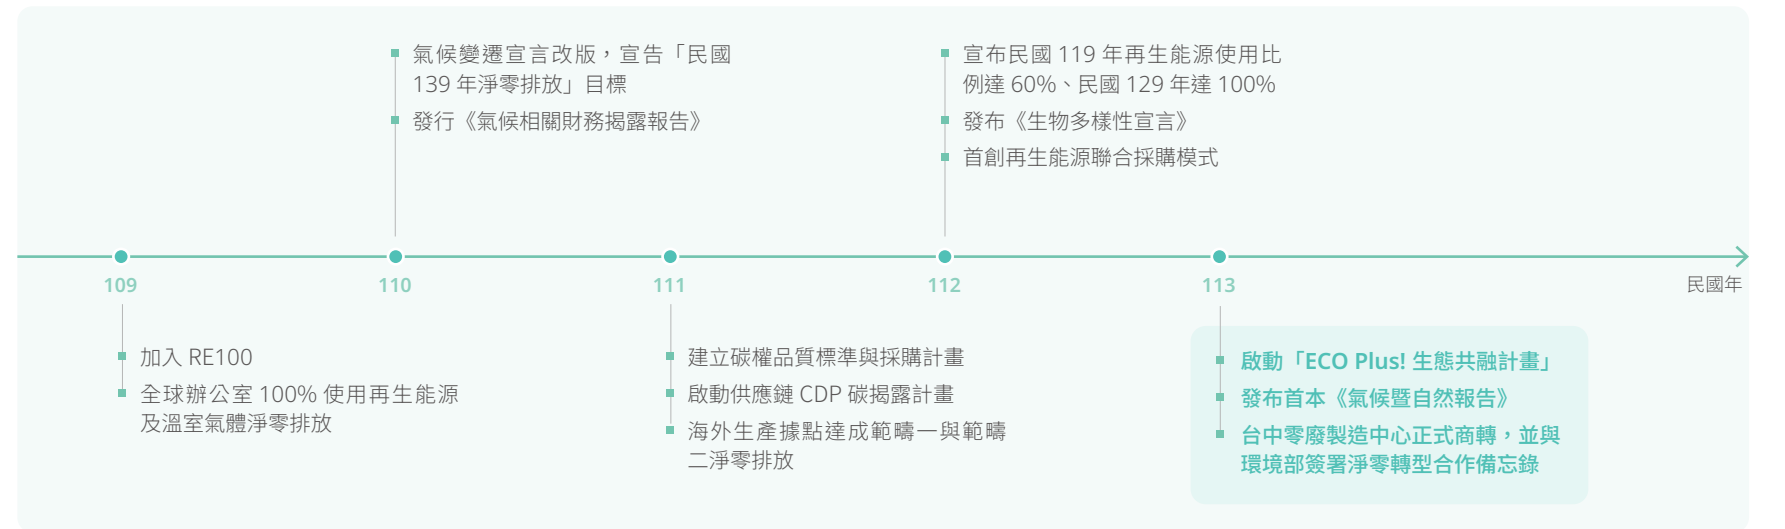 氣候變遷宣言改版，宣告「民國
139 年淨零排放」目標
發行《氣候相關財務揭露報告》
宣布民國 119 年再生能源使用比
例達 60%、民國 129 年達 100%
發布《生物多樣性宣言》
首創再生能源聯合採購模式
109
110
111
112
113
民國年
加入 RE100
全球辦公室 100% 使用再生能源
及溫室氣體淨零排放
建立碳權品質標準與採購計畫
啟動供應鏈 CDP 碳揭露計畫
海外生產據點達成範疇一與範疇
二淨零排放
啟動「ECO Plus! 生態共融計畫」
發布首本《氣候暨自然報告》
台中零廢製造中心正式商轉，並與
環境部簽署淨零轉型合作備忘錄